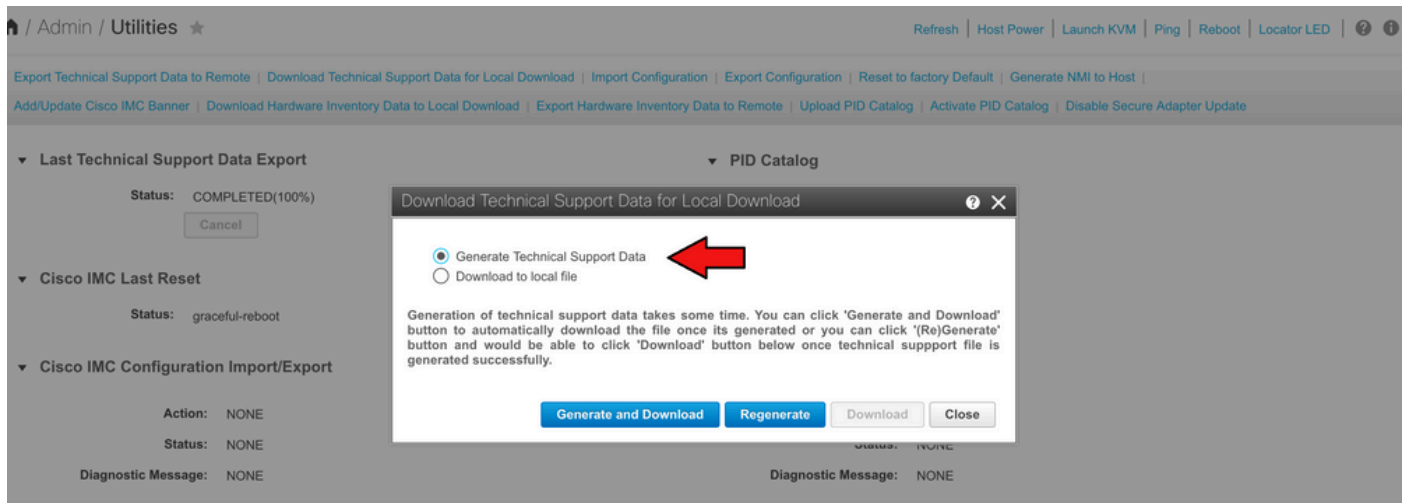 / Admin / Utilities ★
Refresh | Host Power | Launch KVM | Ping | Reboot | Locator LED |
Export Technical Support Data to Remote | Download Technical Support Data for Local Download | Import Configuration | Export Configuration | Reset to factory Default | Generate NMI to Host |
Add/Update Cisco IMC Banner | Download Hardware Inventory Data to Local Download | Export Hardware Inventory Data to Remote | Upload PID Catalog | Activate PID Catalog | Disable Secure Adapter Update
Last Technical Support Data Export
Status: COMPLETED(100%)
Cancel
PID Catalog
Cisco IMC Last Reset
Status: graceful-reboot
Cisco IMC Configuration Import/Export
Action: NONE
Status: NONE
Diagnostic Message: NONE
Download Technical Support Data for Local Download
Generate Technical Support Data
Download to local file
Generation of technical support data takes some time. You can click 'Generate and Download'
button to automatically download the file once its generated or you can click '(Re)Generate'
button and would be able to click 'Download' button below once technical suppport file is
generated successfully.
Generate and Download
Regenerate
Download
Close
Status: NONE
Diagnostic Message: NONE